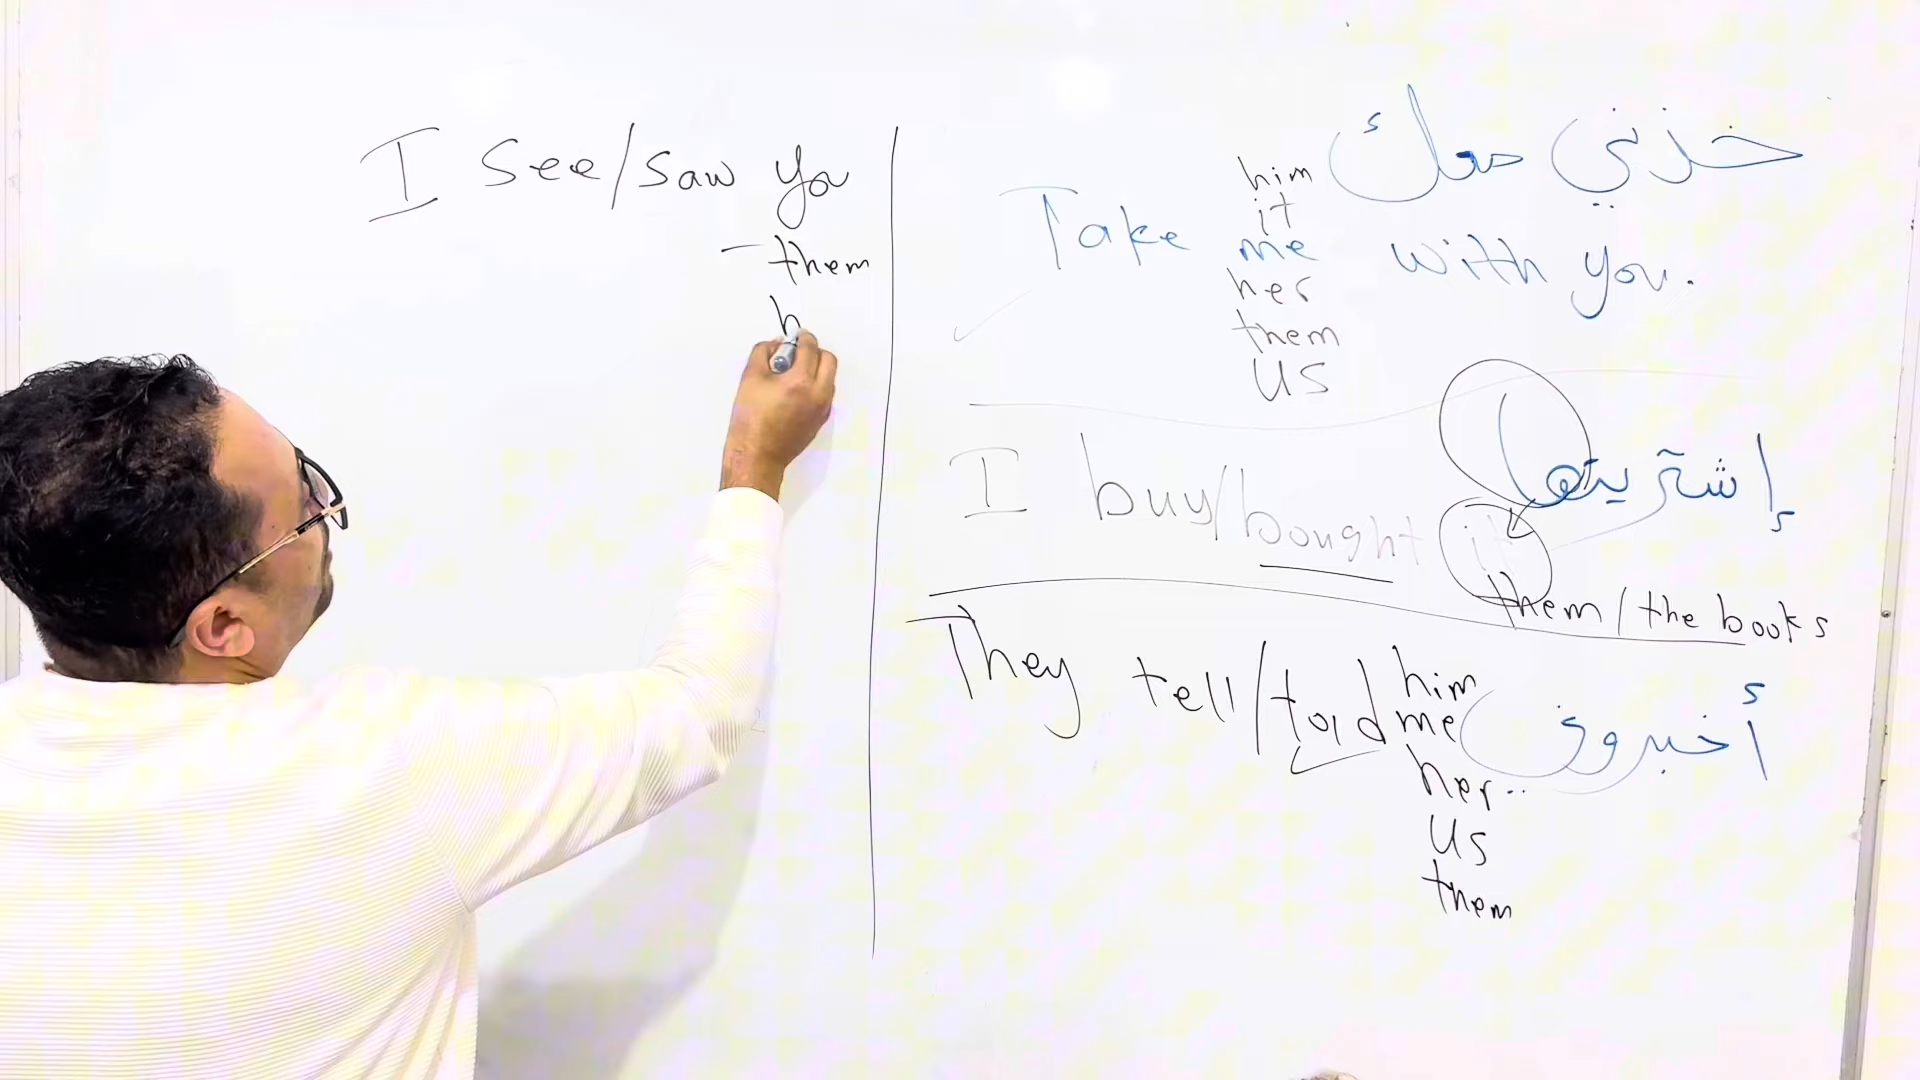 I see/saw you
them
h
خذني معك
him
it
Take me with you.
her
them
us
إشتريتها
I buy/bought it
them/the books
They tell/told him
me
her
us
them
أخبروني